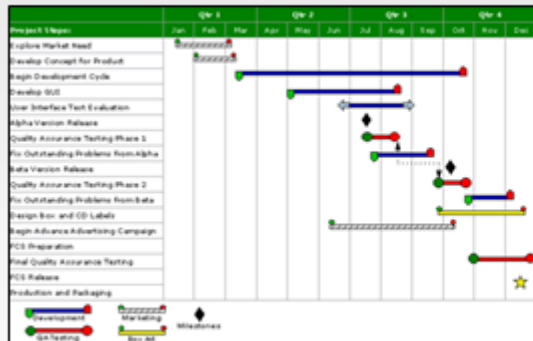 Qtr 1 Qtr 2 Qtr 3 Qtr 4
Project Steps: Jan Feb Mar Apr May Jun Jul Aug Sep Oct Nov Dec
Explore Market Need
Develop Concept for Product
Begin Development Cycle
Develop GUI
User Interface Test Evaluation
Alpha Version Release
Quality Assurance Testing Phase 1
Fix Outstanding Problems from Alpha
Beta Version Release
Quality Assurance Testing Phase 2
Fix Outstanding Problems from Beta
Design Box and CD Labels
Begin Advance Advertising Campaign
FCS Preparation
Final Quality Assurance Testing
FCS Release
Production and Packaging
Development Marketing Milestones
QA Testing Box Art